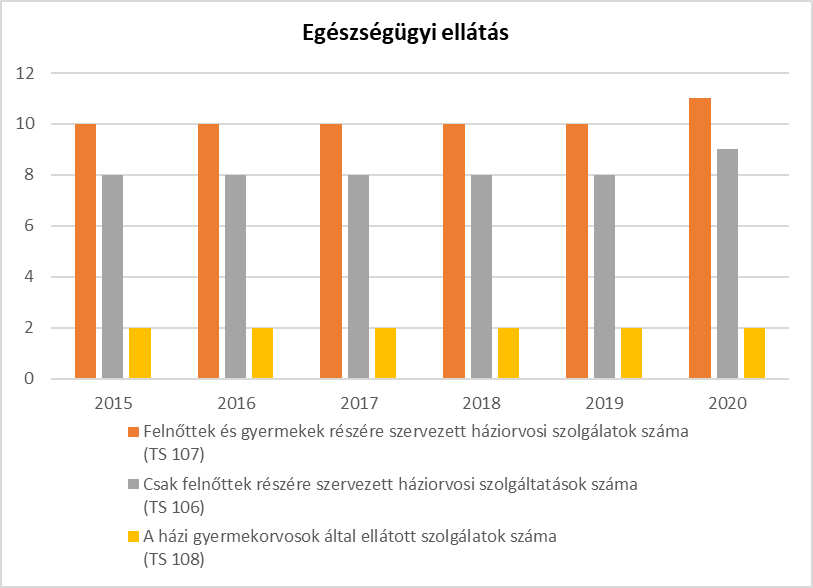 Egészségügyi ellátás
12
10
8
6
4
2
0
2015 2016 2017 2018 2019 2020
Felnőttek és gyermekek részére szervezett háziorvosi szolgálatok száma
(TS 107)
Csak felnőttek részére szervezett háziorvosi szolgáltatások száma
(TS 106)
A házi gyermekorvosok által ellátott szolgálatok száma
(TS 108)